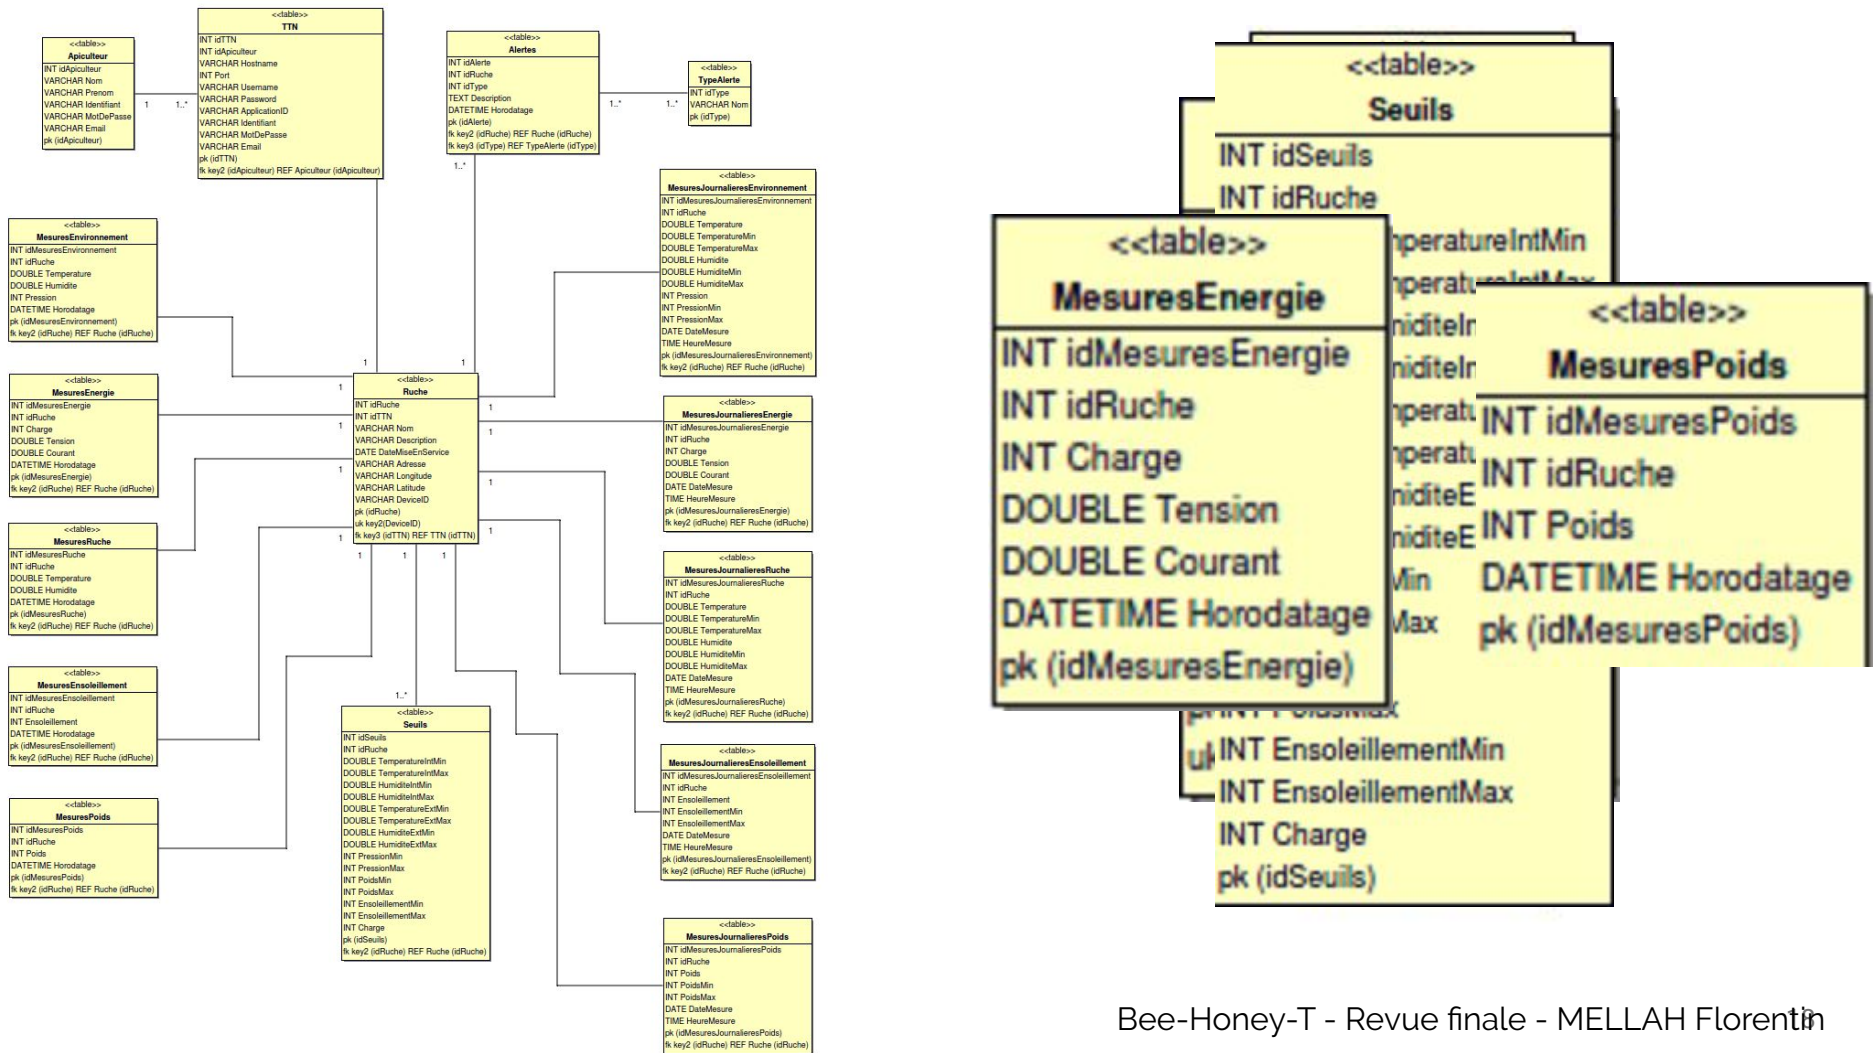 <<table>>
Apiculteur
INT idApiculteur
VARCHAR Nom
VARCHAR Prenom
VARCHAR Identifiant
VARCHAR MotDePasse
VARCHAR Email
pk (idApiculteur)
1
1..*
<<table>>
TTN
INT idTTN
INT idApiculteur
VARCHAR Hostname
INT Port
VARCHAR Username
VARCHAR Password
VARCHAR ApplicationID
VARCHAR Identifiant
VARCHAR MotDePasse
VARCHAR Email
pk (idTTN)
fk key2 (idApiculteur) REF Apiculteur (idApiculteur)
<<table>>
Alertes
INT idAlerte
INT idRuche
INT idType
TEXT Description
DATETIME Horodatage
pk (idAlerte)
fk key2 (idRuche) REF Ruche (idRuche)
fk key3 (idType) REF TypeAlerte (idType)
1..*
1..*
1..*
<<table>>
TypeAlerte
INT idType
VARCHAR Nom
pk (idType)
<<table>>
MesuresEnvironnement
INT idMesuresEnvironnement
INT idRuche
DOUBLE Temperature
DOUBLE Humidite
INT Pression
DATETIME Horodatage
pk (idMesuresEnvironnement)
fk key2 (idRuche) REF Ruche (idRuche)
<<table>>
MesuresEnergie
INT idMesuresEnergie
INT idRuche
INT Charge
DOUBLE Tension
DOUBLE Courant
DATETIME Horodatage
pk (idMesuresEnergie)
fk key2 (idRuche) REF Ruche (idRuche)
<<table>>
MesuresRuche
INT idMesuresRuche
INT idRuche
DOUBLE Temperature
DOUBLE Humidite
DATETIME Horodatage
pk (idMesuresRuche)
fk key2 (idRuche) REF Ruche (idRuche)
<<table>>
MesuresEnsoleillement
INT idMesuresEnsoleillement
INT idRuche
INT Ensoleillement
DATETIME Horodatage
pk (idMesuresEnsoleillement)
fk key2 (idRuche) REF Ruche (idRuche)
<<table>>
MesuresPoids
INT idMesuresPoids
INT idRuche
INT Poids
DATETIME Horodatage
pk (idMesuresPoids)
fk key2 (idRuche) REF Ruche (idRuche)
1
1
1
1
1
1
<<table>>
Ruche
INT idRuche
INT idTTN
VARCHAR Nom
VARCHAR Description
DATE DateMiseEnService
VARCHAR Adresse
VARCHAR Longitude
VARCHAR Latitude
VARCHAR DeviceID
pk (idRuche)
uk key2(DeviceID)
fk key3 (idTTN) REF TTN (idTTN)
1
1
1
1
1
1
1
1..*
<<table>>
Seuils
INT idSeuils
INT idRuche
DOUBLE TemperatureIntMin
DOUBLE TemperatureIntMax
DOUBLE HumiditeIntMin
DOUBLE HumiditeIntMax
DOUBLE TemperatureExtMin
DOUBLE TemperatureExtMax
DOUBLE HumiditeExtMin
DOUBLE HumiditeExtMax
INT PressionMin
INT PressionMax
INT PoidsMin
INT PoidsMax
INT EnsoleillementMin
INT EnsoleillementMax
INT Charge
pk (idSeuils)
fk key2 (idRuche) REF Ruche (idRuche)
<<table>>
MesuresJournalieresEnvironnement
INT idMesuresJournalieresEnvironnement
INT idRuche
DOUBLE Temperature
DOUBLE TemperatureMin
DOUBLE TemperatureMax
DOUBLE Humidite
DOUBLE HumiditeMin
DOUBLE HumiditeMax
INT Pression
INT PressionMin
INT PressionMax
DATE DateMesure
TIME HeureMesure
pk (idMesuresJournalieresEnvironnement)
fk key2 (idRuche) REF Ruche (idRuche)
<<table>>
MesuresJournalieresEnergie
INT idMesuresJournalieresEnergie
INT idRuche
INT Charge
DOUBLE Tension
DOUBLE Courant
DATE DateMesure
TIME HeureMesure
pk (idMesuresJournalieresEnergie)
fk key2 (idRuche) REF Ruche (idRuche)
<<table>>
MesuresJournalieresRuche
INT idMesuresJournalieresRuche
INT idRuche
DOUBLE Temperature
DOUBLE TemperatureMin
DOUBLE TemperatureMax
DOUBLE Humidite
DOUBLE HumiditeMin
DOUBLE HumiditeMax
DATE DateMesure
TIME HeureMesure
pk (idMesuresJournalieresRuche)
fk key2 (idRuche) REF Ruche (idRuche)
<<table>>
MesuresJournalieresEnsoleillement
INT idMesuresJournalieresEnsoleillement
INT idRuche
INT Ensoleillement
INT EnsoleillementMin
INT EnsoleillementMax
DATE DateMesure
TIME HeureMesure
pk (idMesuresJournalieresEnsoleillement)
fk key2 (idRuche) REF Ruche (idRuche)
<<table>>
MesuresJournalieresPoids
INT idMesuresJournalieresPoids
INT idRuche
INT Poids
INT PoidsMin
INT PoidsMax
DATE DateMesure
TIME HeureMesure
pk (idMesuresJournalieresPoids)
fk key2 (idRuche) REF Ruche (idRuche)
<<table>>
Seuils
INT idSeuils
INT idRuche
INT EnsoleillementMin
INT EnsoleillementMax
INT Charge
pk (idSeuils)
<<table>>
MesuresEnergie
INT idMesuresEnergie
INT idRuche
INT Charge
DOUBLE Tension
DOUBLE Courant
DATETIME Horodatage
pk (idMesuresEnergie)
<<table>>
MesuresPoids
INT idMesuresPoids
INT idRuche
INT Poids
DATETIME Horodatage
pk (idMesuresPoids)
Bee-Honey-T - Revue finale - MELLAH Florentin